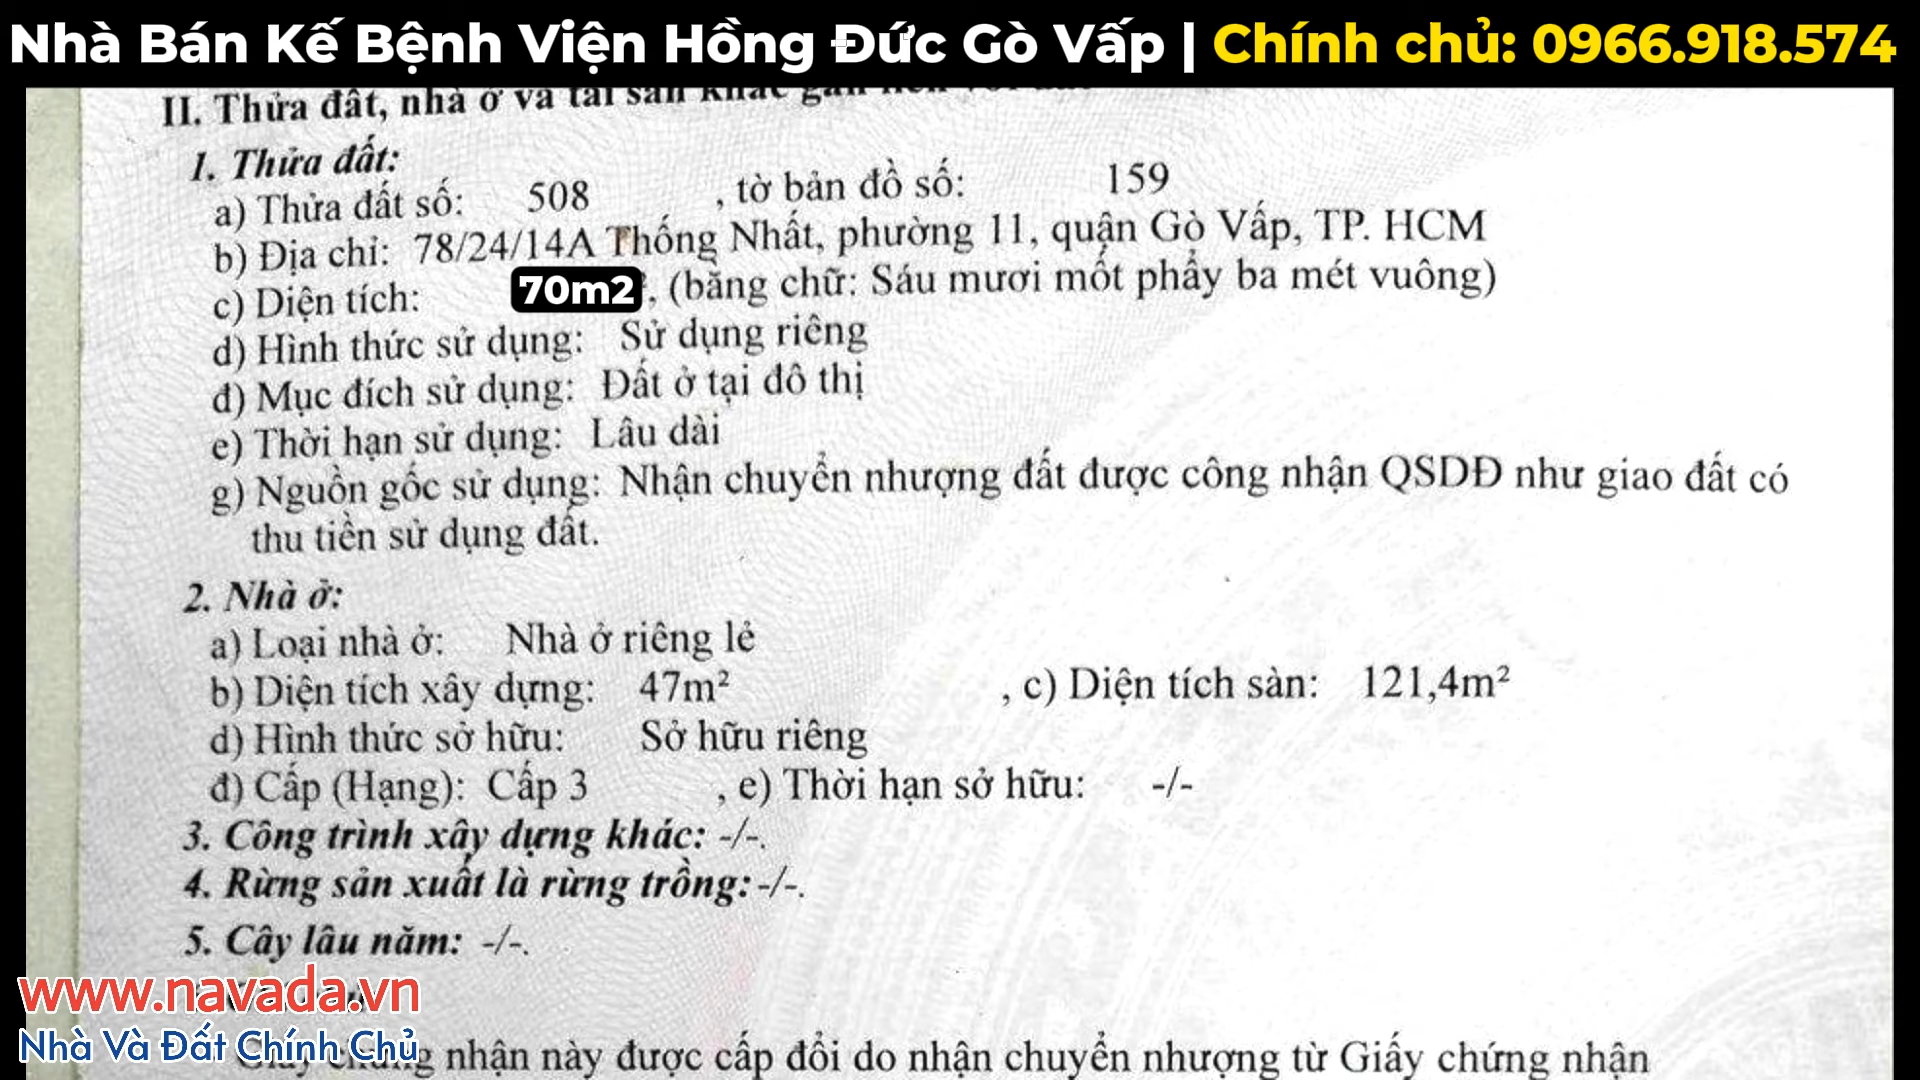 Nhà Bán Kế Bệnh Viện Hồng Đức Gò Vấp | Chính chủ: 0966.918.574
II. Thửa đất, nhà ở và tài sản khác gắn
1. Thửa đất:
a) Thửa đất số: 508 , tờ bản đồ số: 159
b) Địa chỉ: 78/24/14A Thống Nhất, phường 11, quận Gò Vấp, TP. HCM
c) Diện tích: 70m2 , (bằng chữ: Sáu mươi mốt phẩy ba mét vuông)
d) Hình thức sử dụng: Sử dụng riêng
đ) Mục đích sử dụng: Đất ở tại đô thị
e) Thời hạn sử dụng: Lâu dài
g) Nguồn gốc sử dụng: Nhận chuyển nhượng đất được công nhận QSDĐ như giao đất có
thu tiền sử dụng đất.
2. Nhà ở:
a) Loại nhà ở: Nhà ở riêng lẻ
b) Diện tích xây dựng: 47m² , c) Diện tích sàn: 121,4m²
d) Hình thức sở hữu: Sở hữu riêng
đ) Cấp (Hạng): Cấp 3 , e) Thời hạn sở hữu: -/-
3. Công trình xây dựng khác: -/-.
4. Rừng sản xuất là rừng trồng: -/-.
5. Cây lâu năm: -/-.
www.navada.vn
Nhà Và Đất Chính Chủ
nhận này được cấp đổi do nhận chuyển nhượng từ Giấy chứng nhận